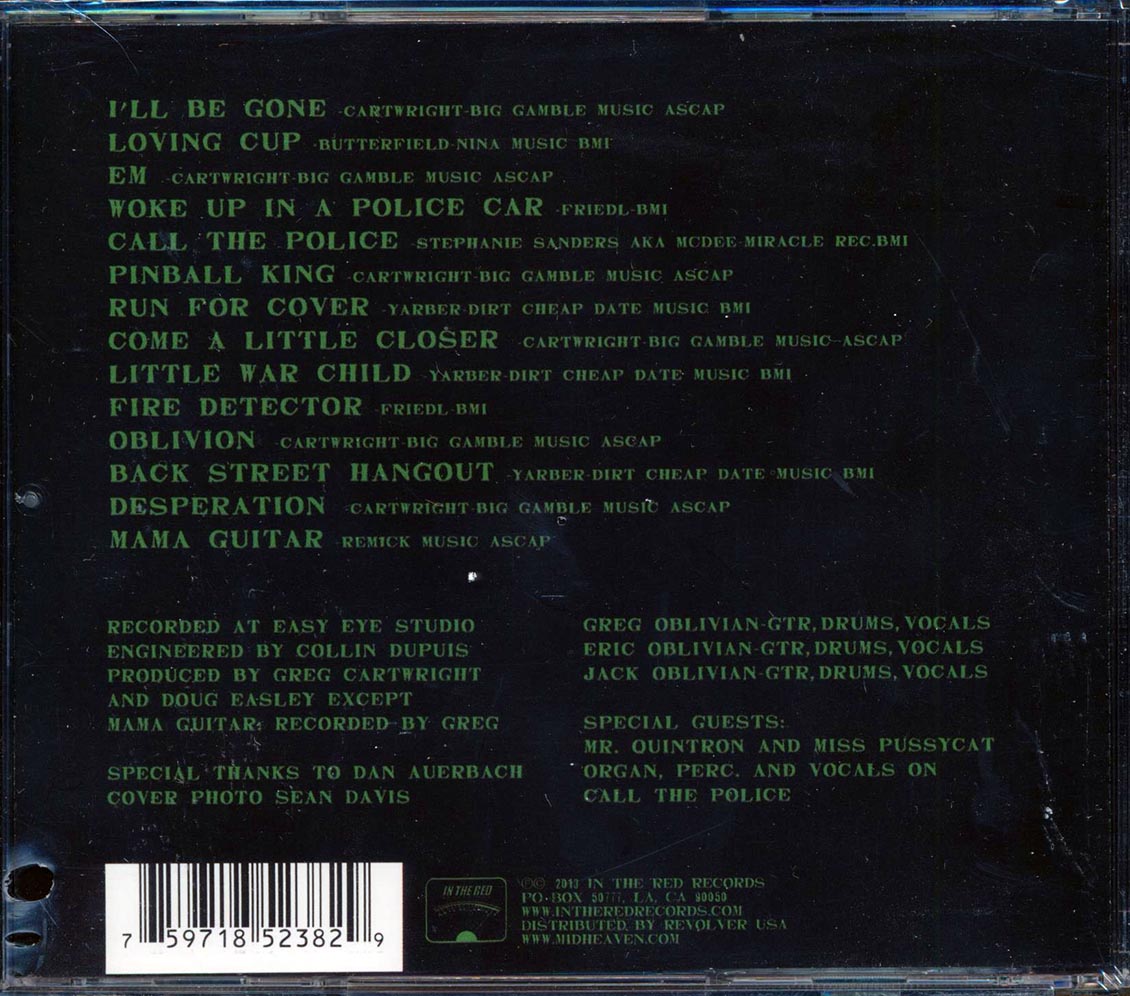 I'LL BE GONE -CARTWRIGHT-BIG GAMBLE MUSIC ASCAP
LOVING CUP -BUTTERFIELD-NINA MUSIC BMI
EM -CARTWRIGHT-BIG GAMBLE MUSIC ASCAP
WOKE UP IN A POLICE CAR -FRIEDL-BMI
CALL THE POLICE -STEPHANIE SANDERS AKA MCDEE-MIRACLE REC.BMI
PINBALL KING -CARTWRIGHT-BIG GAMBLE MUSIC ASCAP
RUN FOR COVER -YARBER-DIRT CHEAP DATE MUSIC BMI
COME A LITTLE CLOSER -CARTWRIGHT-BIG GAMBLE MUSIC-ASCAP
LITTLE WAR CHILD -YARBER-DIRT CHEAP DATE MUSIC BMI
FIRE DETECTOR -FRIEDL-BMI
OBLIVION -CARTWRIGHT-BIG GAMBLE MUSIC ASCAP
BACK STREET HANGOUT -YARBER-DIRT CHEAP DATE MUSIC BMI
DESPERATION -CARTWRIGHT-BIG GAMBLE MUSIC ASCAP
MAMA GUITAR -REMICK MUSIC ASCAP
RECORDED AT EASY EYE STUDIO
ENGINEERED BY COLLIN DUPUIS
PRODUCED BY GREG CARTWRIGHT
AND DOUG EASLEY EXCEPT
MAMA GUITAR: RECORDED BY GREG
SPECIAL THANKS TO DAN AUERBACH
COVER PHOTO SEAN DAVIS
GREG OBLIVIAN-GTR, DRUMS, VOCALS
ERIC OBLIVIAN-GTR, DRUMS, VOCALS
JACK OBLIVIAN-GTR, DRUMS, VOCALS
SPECIAL GUESTS:
MR. QUINTRON AND MISS PUSSYCAT
ORGAN, PERC. AND VOCALS ON
CALL THE POLICE
7 59718 52382 9
IN THE RED
℗© 2013 IN THE RED RECORDS
PO. BOX 50777, LA, CA 90050
WWW.INTHEREDRECORDS.COM
DISTRIBUTED BY REVOLVER USA
WWW.MIDHEAVEN.COM